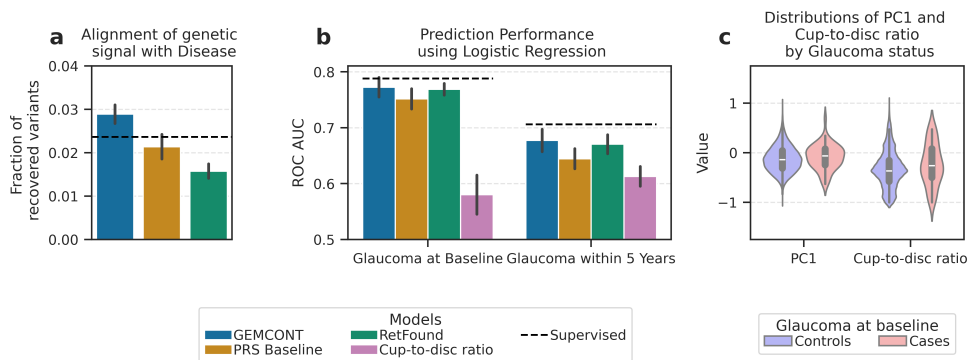 a
Alignment of genetic
signal with Disease
Fraction of
recovered variants
0.04
0.03
0.02
0.01
0.00
b
Prediction Performance
using Logistic Regression
ROC AUC
0.8
0.7
0.6
0.5
Glaucoma at Baseline
Glaucoma within 5 Years
c
Distributions of PC1 and
Cup-to-disc ratio
by Glaucoma status
Value
1
0
−1
PC1
Cup-to-disc ratio
Models
GEMCONT
PRS Baseline
RetFound
Cup-to-disc ratio
Supervised
Glaucoma at baseline
Controls
Cases